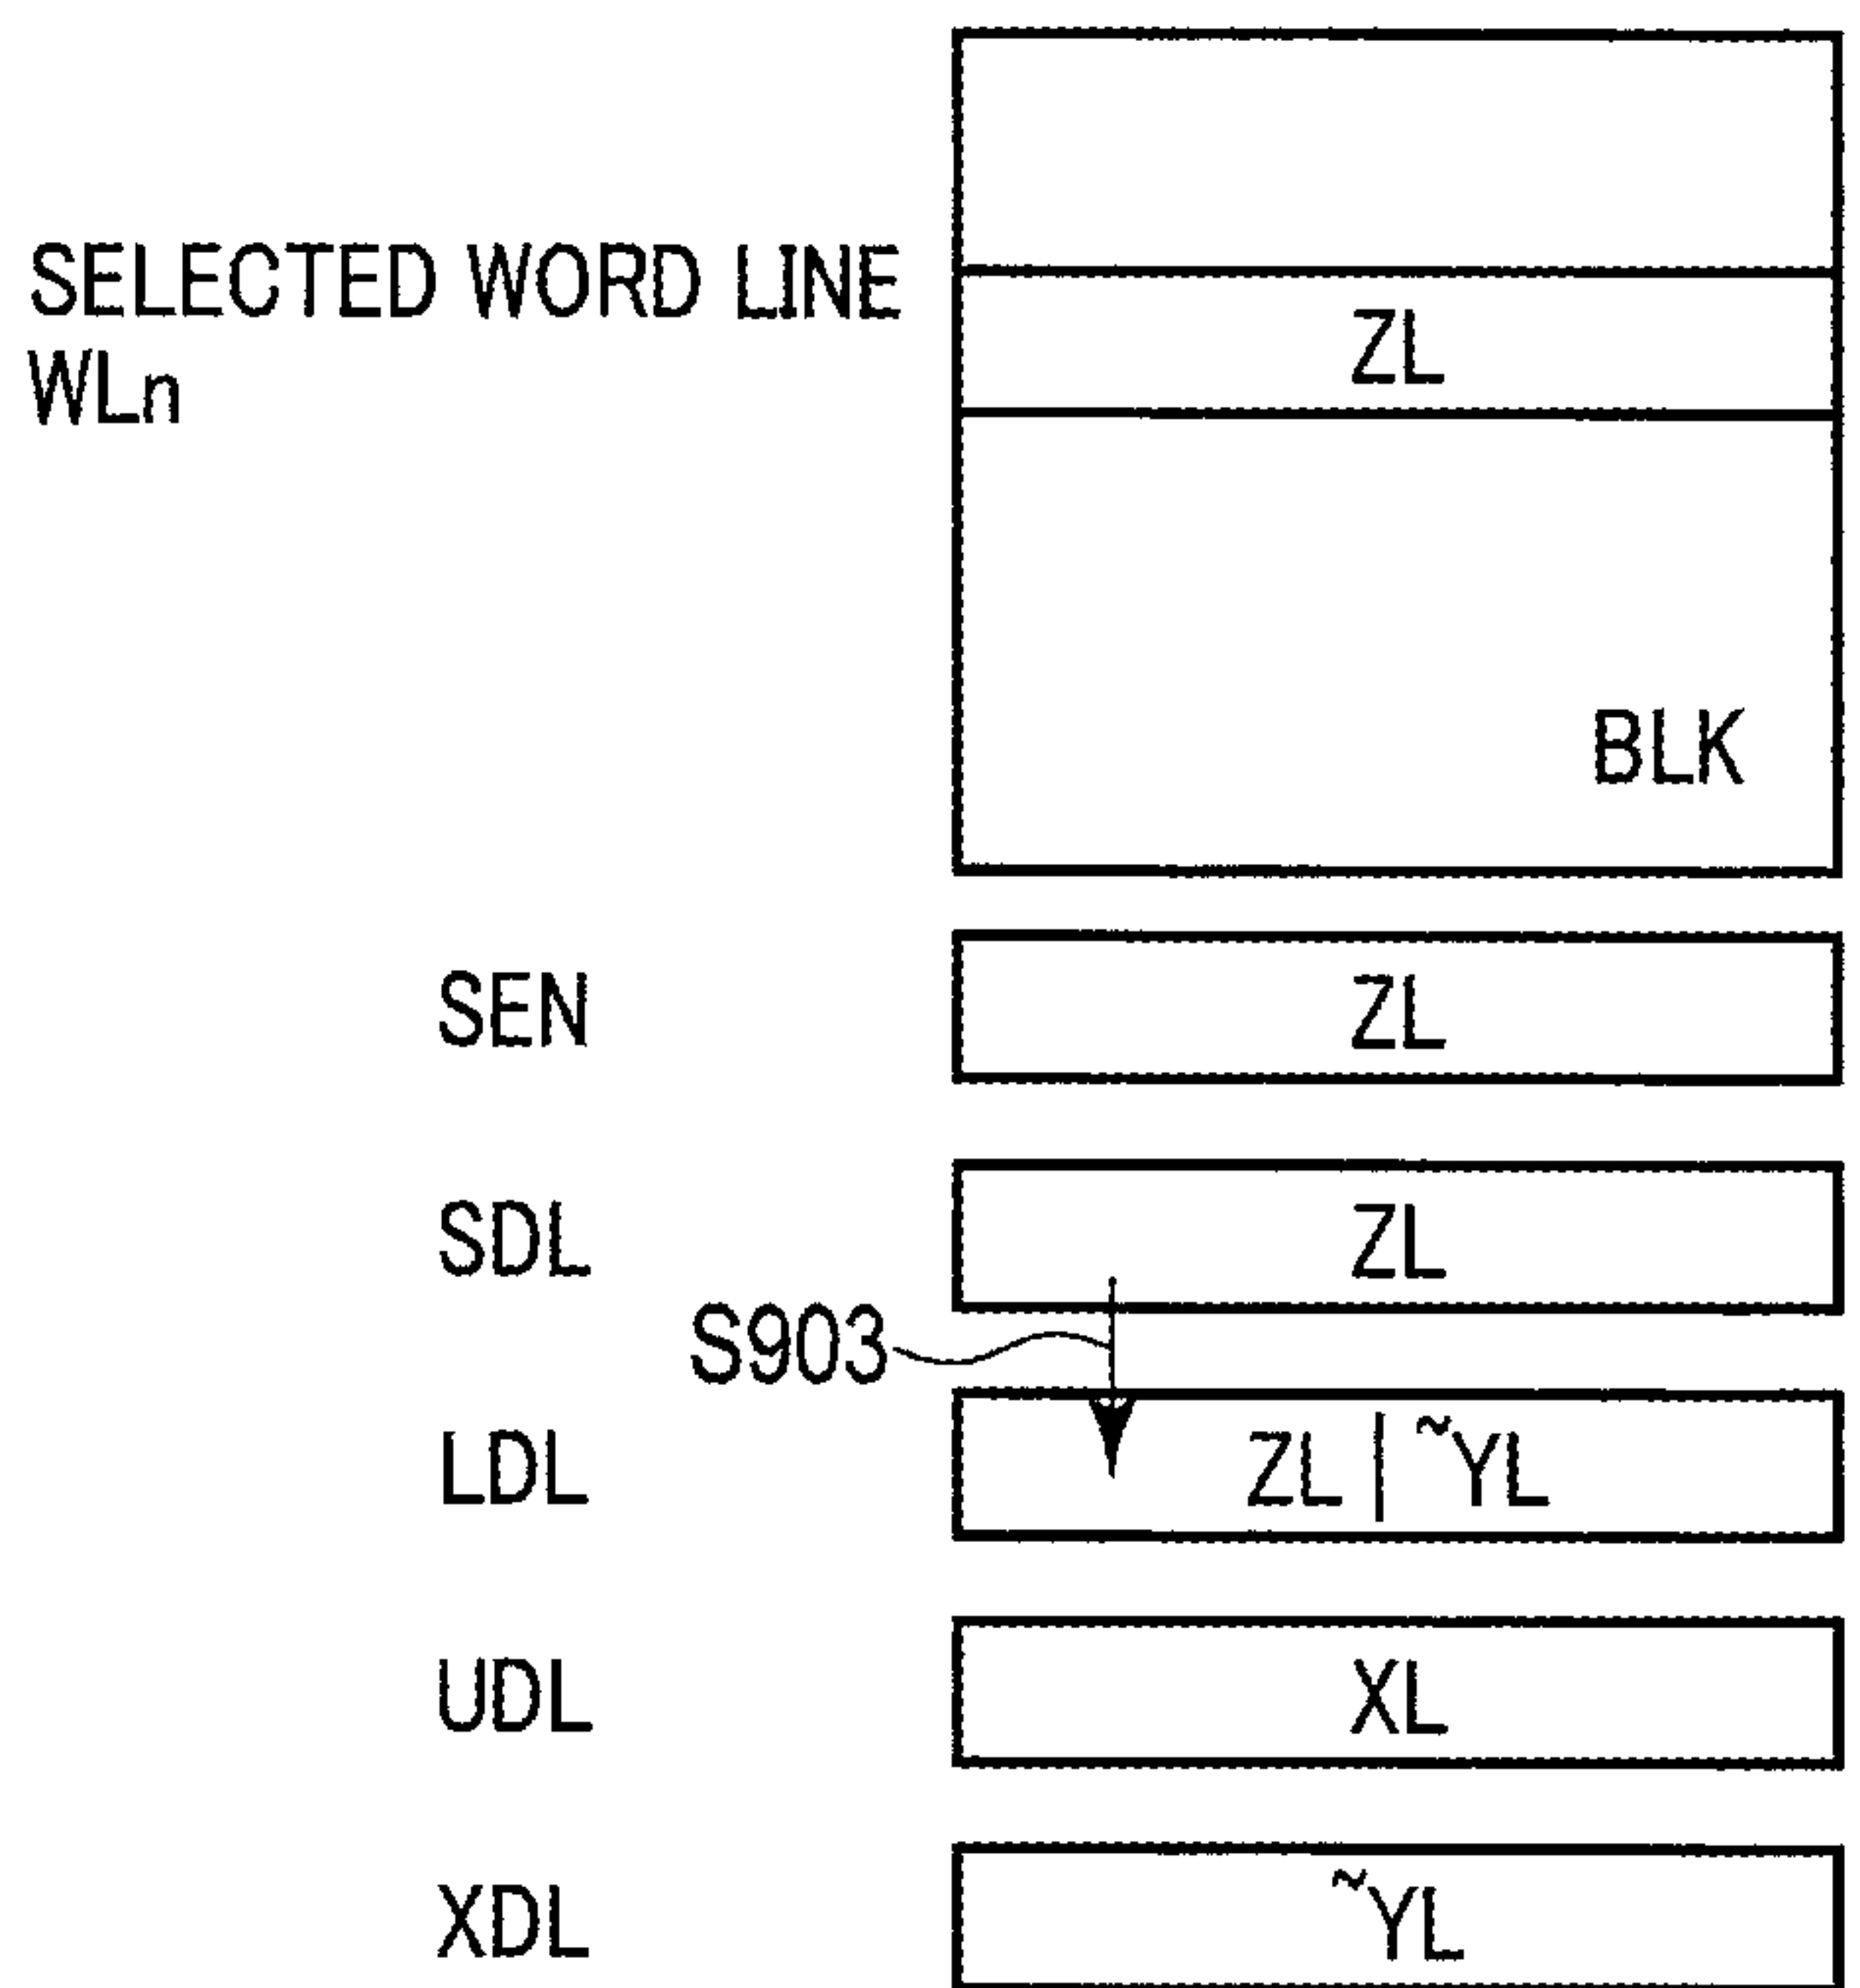 SELECTED WORD LINE
WLn
ZL
BLK
SEN ZL
SDL ZL
S903
LDL ZL | ~YL
UDL XL
XDL ~YL